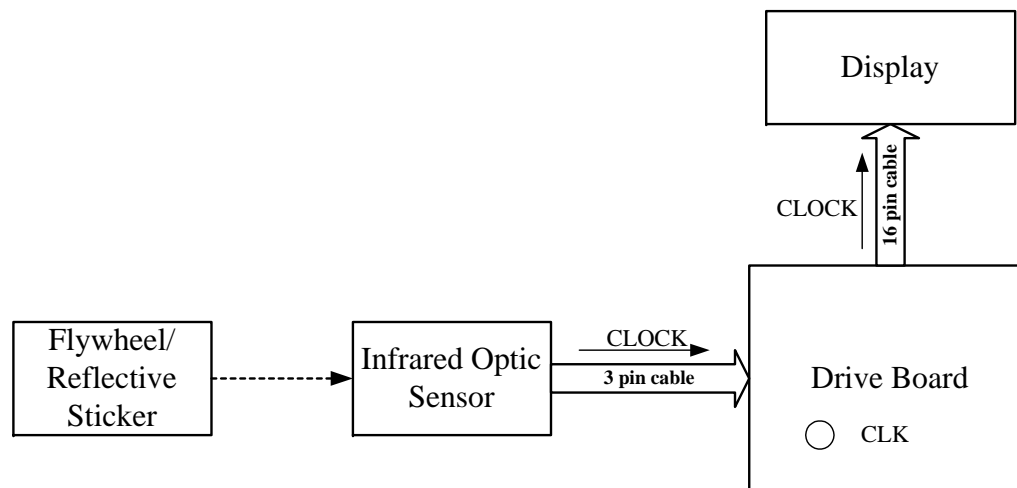 Display
16 pin cable
CLOCK
Flywheel/
Reflective
Sticker
Infrared Optic
Sensor
CLOCK
3 pin cable
Drive Board
CLK